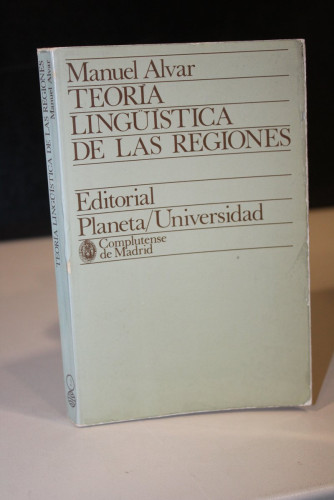 Manuel Alvar
TEORÍA
LINGÜÍSTICA
DE LAS REGIONES
Editorial
Planeta/Universidad
Complutense
de Madrid
TEORÍA LINGÜÍSTICA DE LAS REGIONES
Manuel Alvar